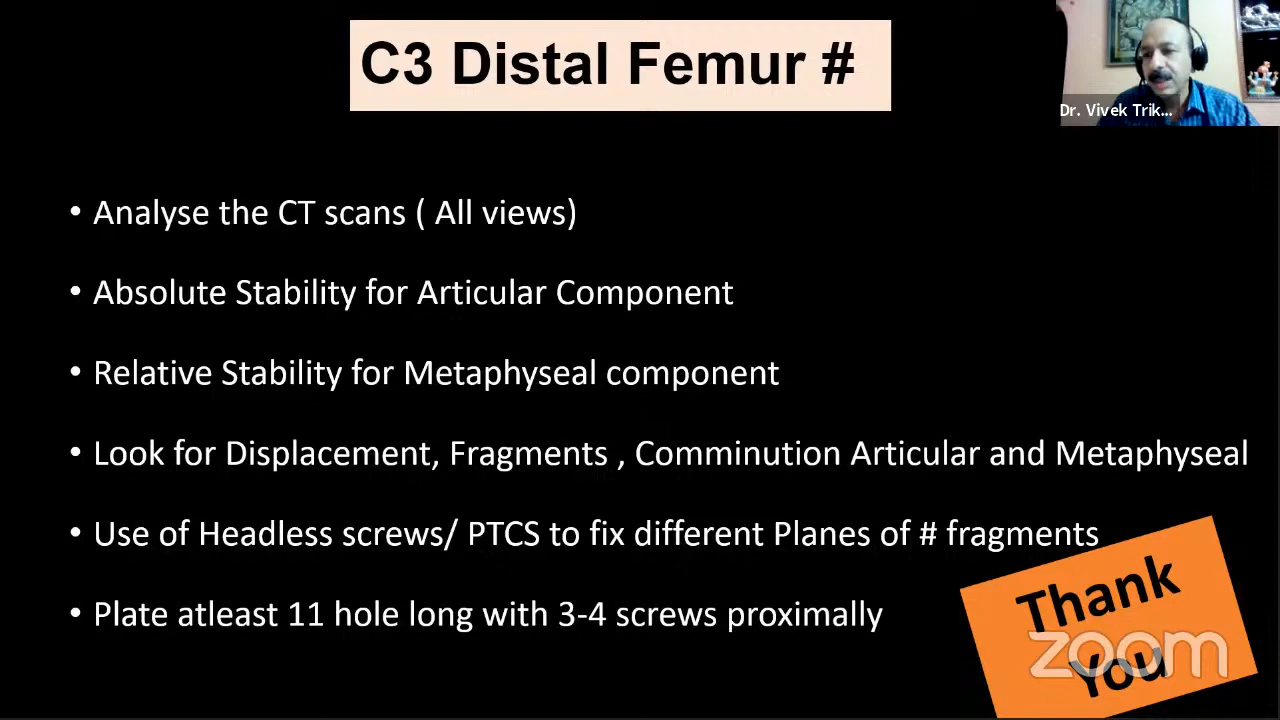 C3 Distal Femur #
Dr. Vivek Trik...
• Analyse the CT scans ( All views)
• Absolute Stability for Articular Component
• Relative Stability for Metaphyseal component
• Look for Displacement, Fragments , Comminution Articular and Metaphyseal
• Use of Headless screws/ PTCS to fix different Planes of # fragments
• Plate atleast 11 hole long with 3-4 screws proximally
Thank
You
zoom